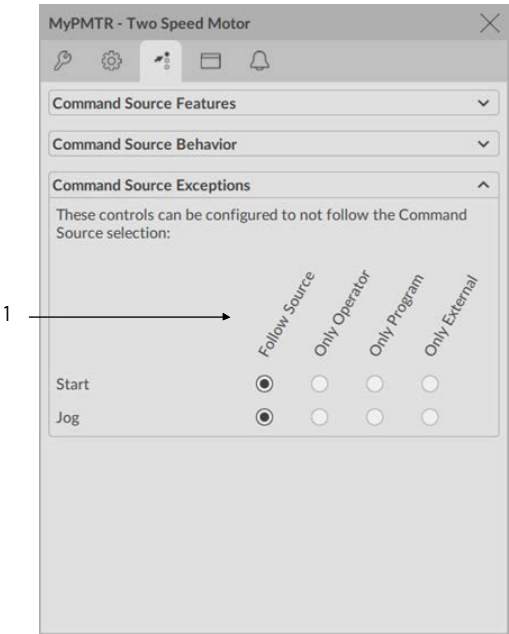 MyPMTR - Two Speed Motor
Command Source Features
Command Source Behavior
Command Source Exceptions
These controls can be configured to not follow the Command
Source selection:
1
Follow Source
Only Operator
Only Program
Only External
Start
Jog